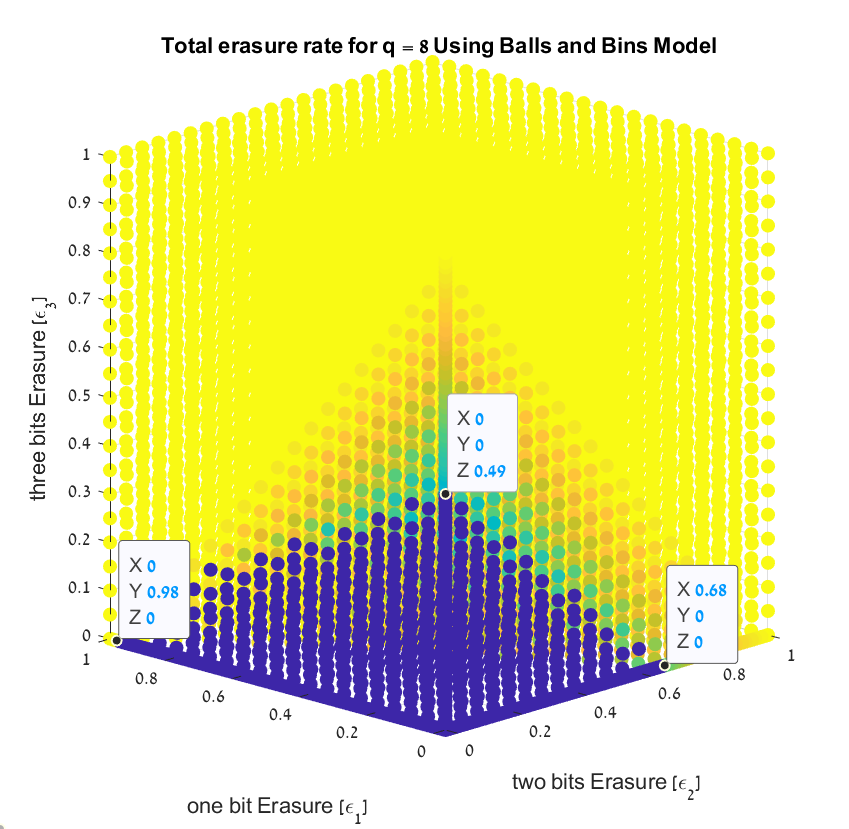 Total erasure rate for q = 8 Using Balls and Bins Model
1
0.9
0.8
0.7
0.6
0.5
0.4
0.3
0.2
0.1
0
three bits Erasure [ϵ3]
X 0
Y 0
Z 0.49
X 0
Y 0.98
Z 0
X 0.68
Y 0
Z 0
1
0.8
0.6
0.4
0.2
0
one bit Erasure [ϵ1]
0
0.2
0.4
0.6
0.8
1
two bits Erasure [ϵ2]